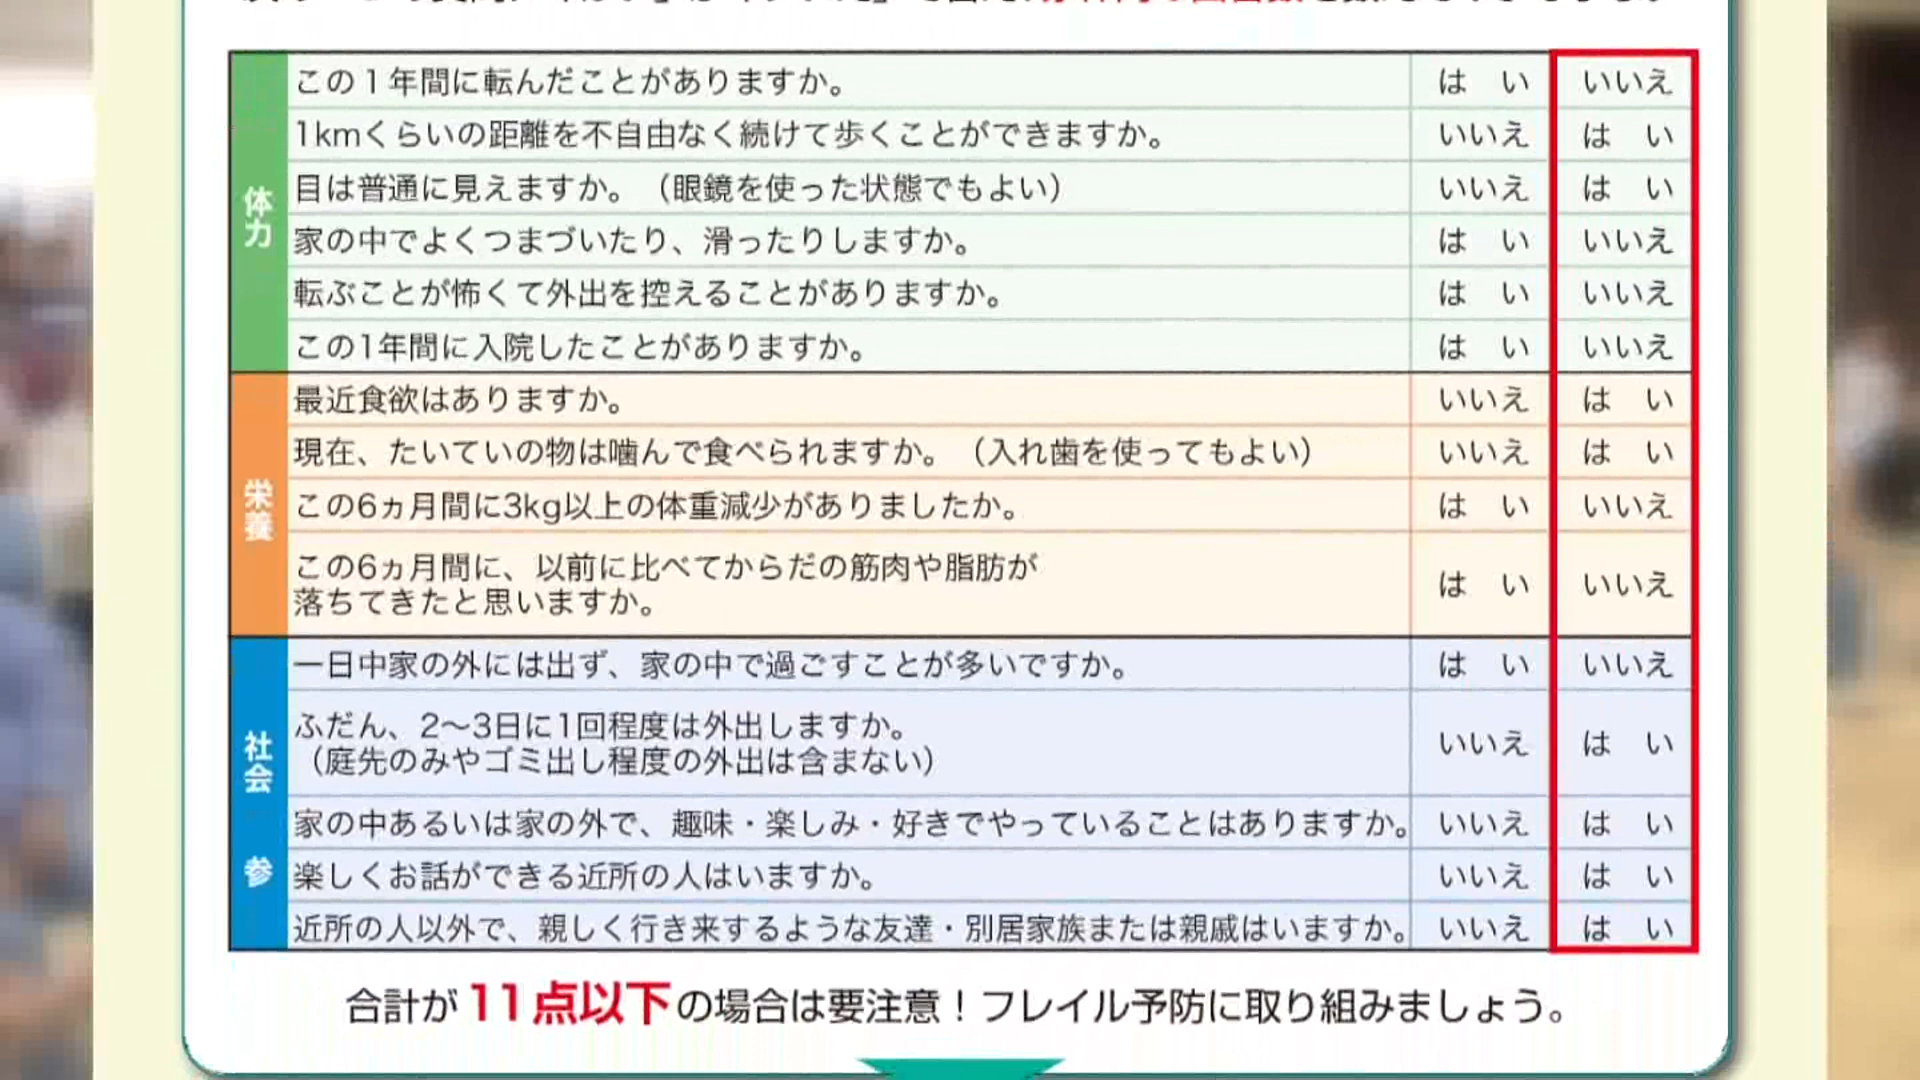 体力
この1年間に転んだことがありますか。 は い いいえ
1kmくらいの距離を不自由なく続けて歩くことができますか。 いいえ は い
目は普通に見えますか。（眼鏡を使った状態でもよい） いいえ は い
家の中でよくつまづいたり、滑ったりしますか。 は い いいえ
転ぶことが怖くて外出を控えることがありますか。 は い いいえ
この1年間に入院したことがありますか。 は い いいえ
栄養
最近食欲はありますか。 いいえ は い
現在、たいていの物は噛んで食べられますか。（入れ歯を使ってもよい） いいえ は い
この6ヵ月間に3kg以上の体重減少がありましたか。 は い いいえ
この6ヵ月間に、以前に比べてからだの筋肉や脂肪が
落ちてきたと思いますか。 は い いいえ
社会 参
一日中家の外には出ず、家の中で過ごすことが多いですか。 は い いいえ
ふだん、2〜3日に1回程度は外出しますか。
（庭先のみやゴミ出し程度の外出は含まない） いいえ は い
家の中あるいは家の外で、趣味・楽しみ・好きでやっていることはありますか。 いいえ は い
楽しくお話ができる近所の人はいますか。 いいえ は い
近所の人以外で、親しく行き来するような友達・別居家族または親戚はいますか。 いいえ は い
合計が11点以下の場合は要注意！フレイル予防に取り組みましょう。